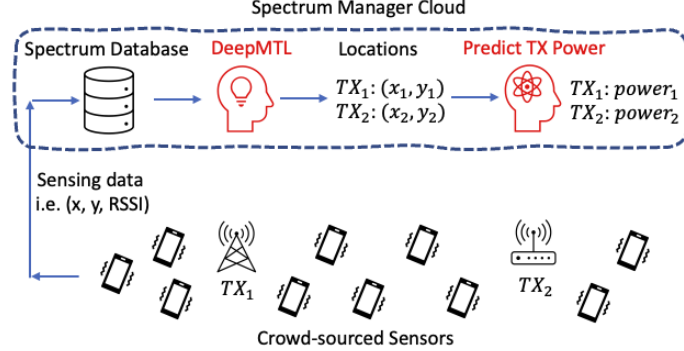 Spectrum Manager Cloud
Spectrum Database
DeepMTL
Locations
Predict TX Power
TX₁: (x₁, y₁)
TX₂: (x₂, y₂)
TX₁: power₁
TX₂: power₂
Sensing data
i.e. (x, y, RSSI)
TX₁
TX₂
Crowd-sourced Sensors